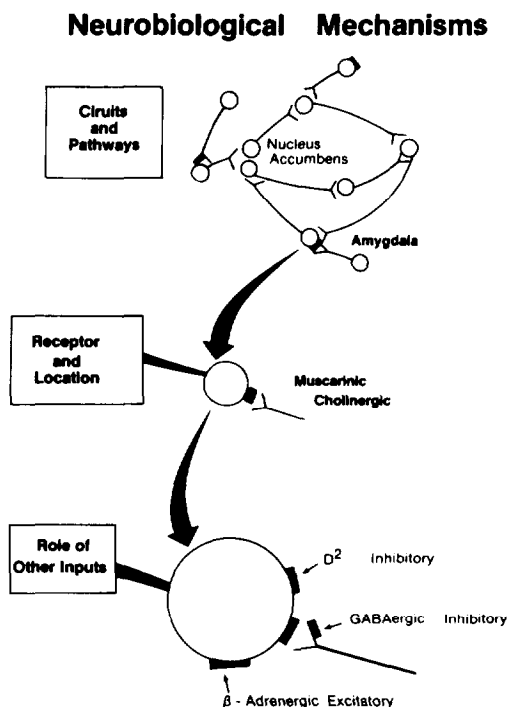 Neurobiological Mechanisms
Ciruits
and
Pathways
Nucleus
Accumbens
Amygdala
Receptor
and
Location
Muscarinic
Cholinergic
Role of
Other Inputs
D² Inhibitory
GABAergic Inhibitory
β - Adrenergic Excitatory